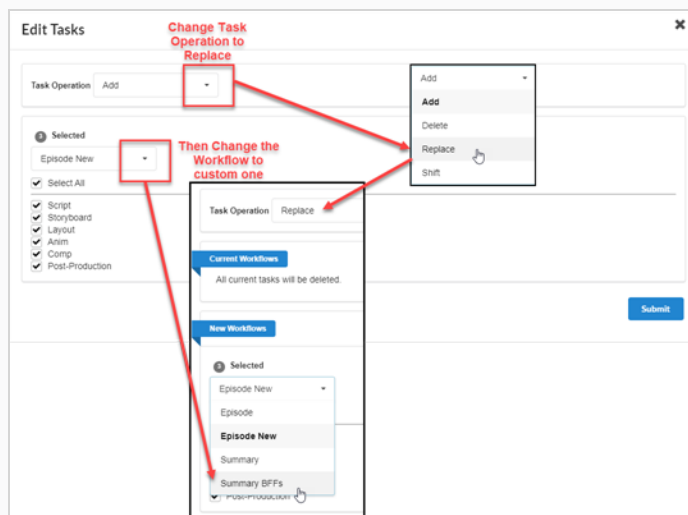 Edit Tasks
Change Task
Operation to
Replace
Task Operation Add
Add
Add
Delete
Replace
Shift
3 Selected
Episode New
Select All
Script
Storyboard
Layout
Anim
Comp
Post-Production
Then Change the
Workflow to
custom one
Task Operation Replace
Current Workflows
All current tasks will be deleted.
New Workflows
3 Selected
Episode New
Episode
Episode New
Summary
Summary BFFs
Post-Production
Submit